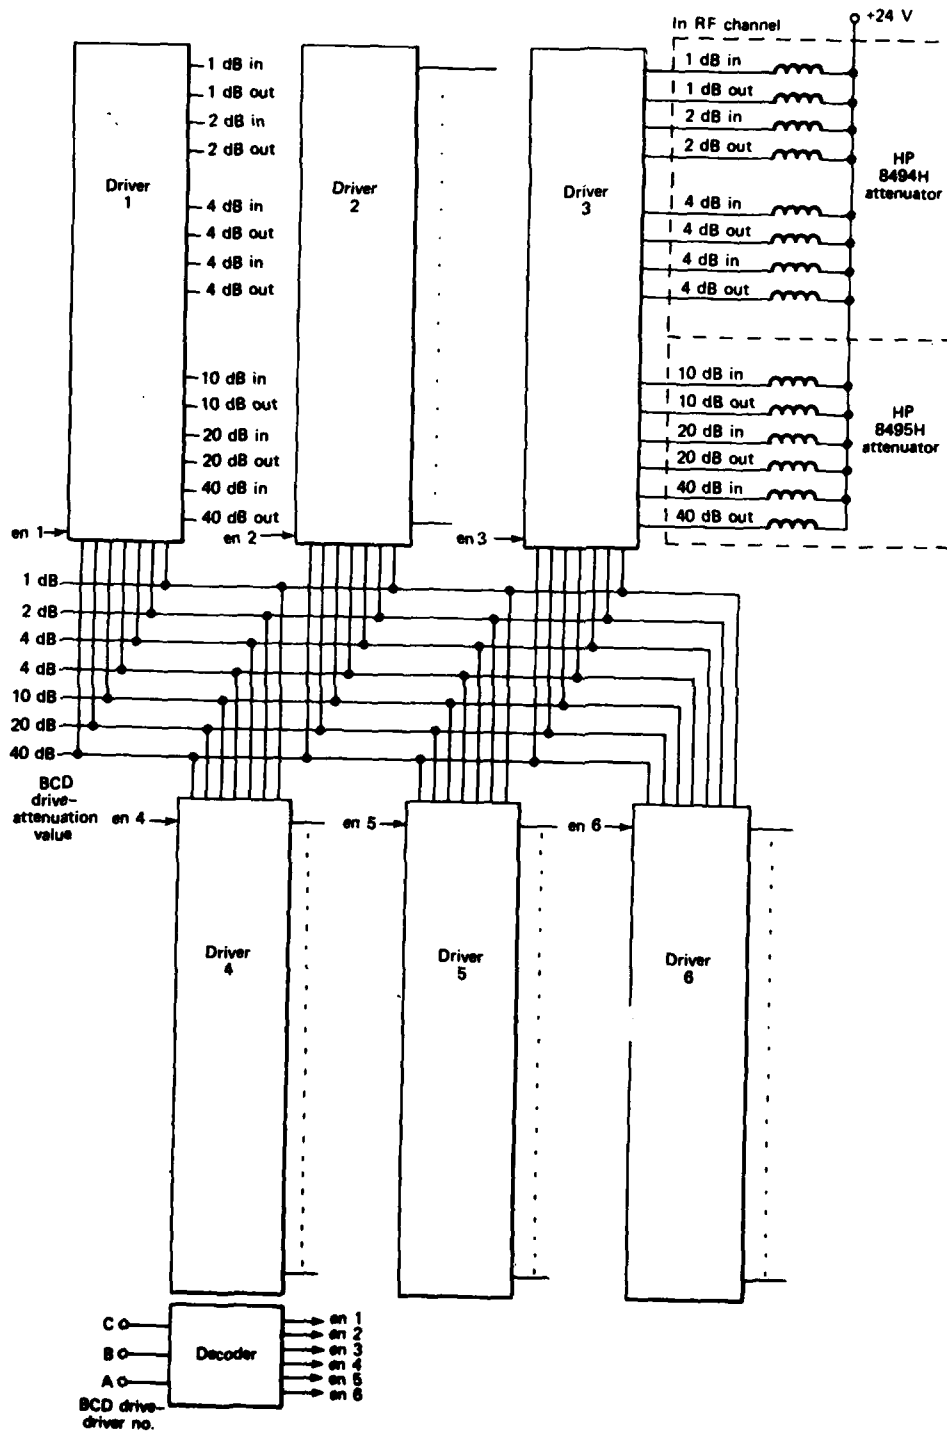 In RF channel
+24 V
Driver
1
1 dB in
1 dB out
2 dB in
2 dB out
4 dB in
4 dB out
4 dB in
4 dB out
10 dB in
10 dB out
20 dB in
20 dB out
40 dB in
40 dB out
en 1
Driver
2
en 2
Driver
3
en 3
1 dB in
1 dB out
2 dB in
2 dB out
4 dB in
4 dB out
4 dB in
4 dB out
HP
8494H
attenuator
10 dB in
10 dB out
20 dB in
20 dB out
40 dB in
40 dB out
HP
8495H
attenuator
1 dB
2 dB
4 dB
4 dB
10 dB
20 dB
40 dB
BCD
drive-
attenuation
value
en 4
Driver
4
en 5
Driver
5
en 6
Driver
6
C
B
A
BCD drive-
driver no.
Decoder
en 1
en 2
en 3
en 4
en 5
en 6